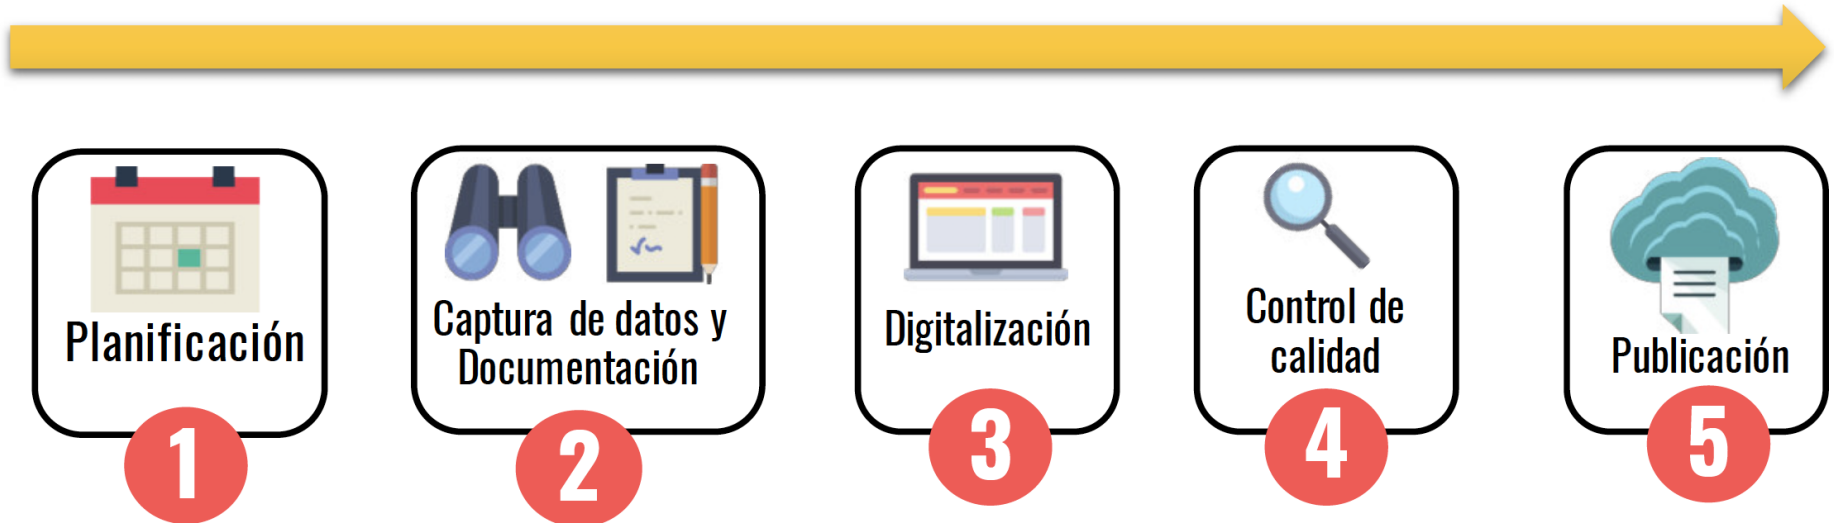 Planificación
1
Captura de datos y
Documentación
2
Digitalización
3
Control de
calidad
4
Publicación
5